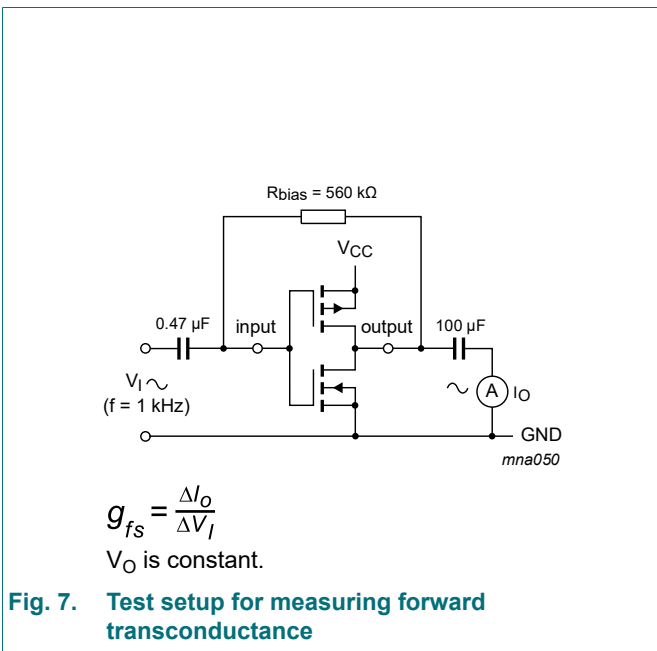 Rbias = 560 kΩ
VCC
0.47 µF
input
output
100 µF
VI ~
(f = 1 kHz)
~
A
IO
GND
mna050
gfs = ΔIo / ΔVI
VO is constant.
Fig. 7. Test setup for measuring forward
transconductance